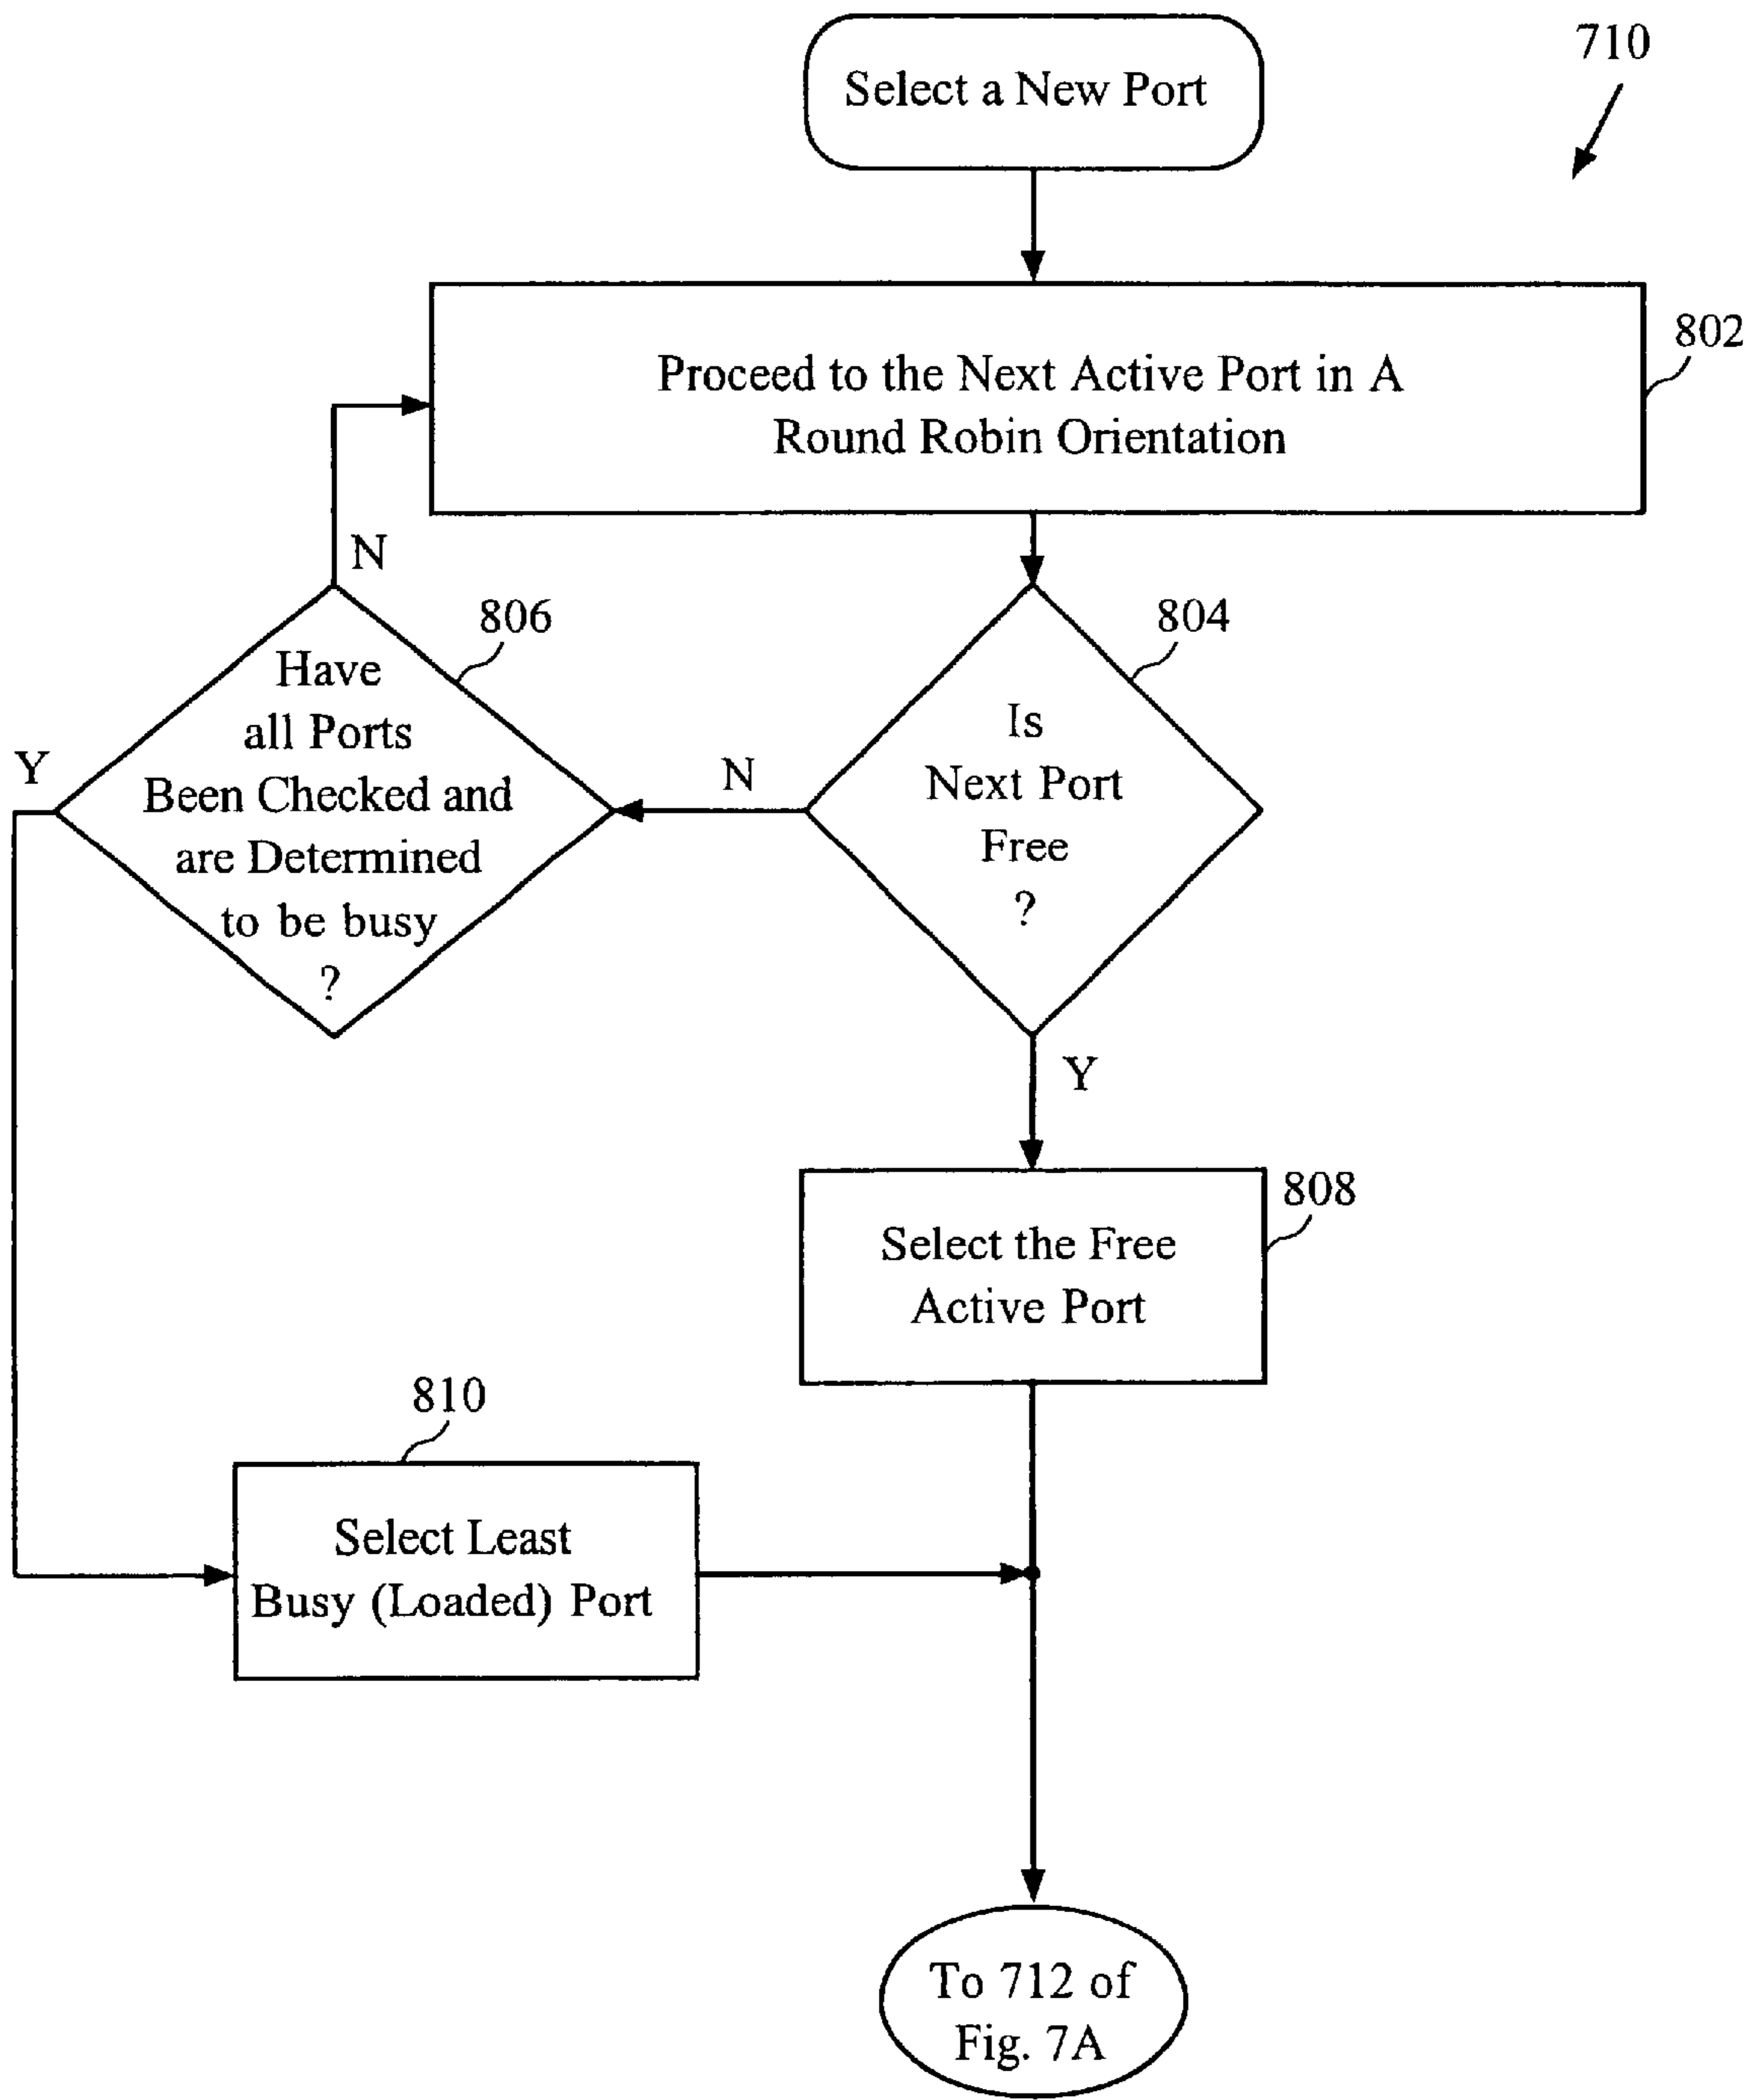 Select a New Port
710
Proceed to the Next Active Port in A
Round Robin Orientation
802
N
806
Have
all Ports
Been Checked and
are Determined
to be busy
?
Y
N
804
Is
Next Port
Free
?
Y
808
Select the Free
Active Port
810
Select Least
Busy (Loaded) Port
To 712 of
Fig. 7A